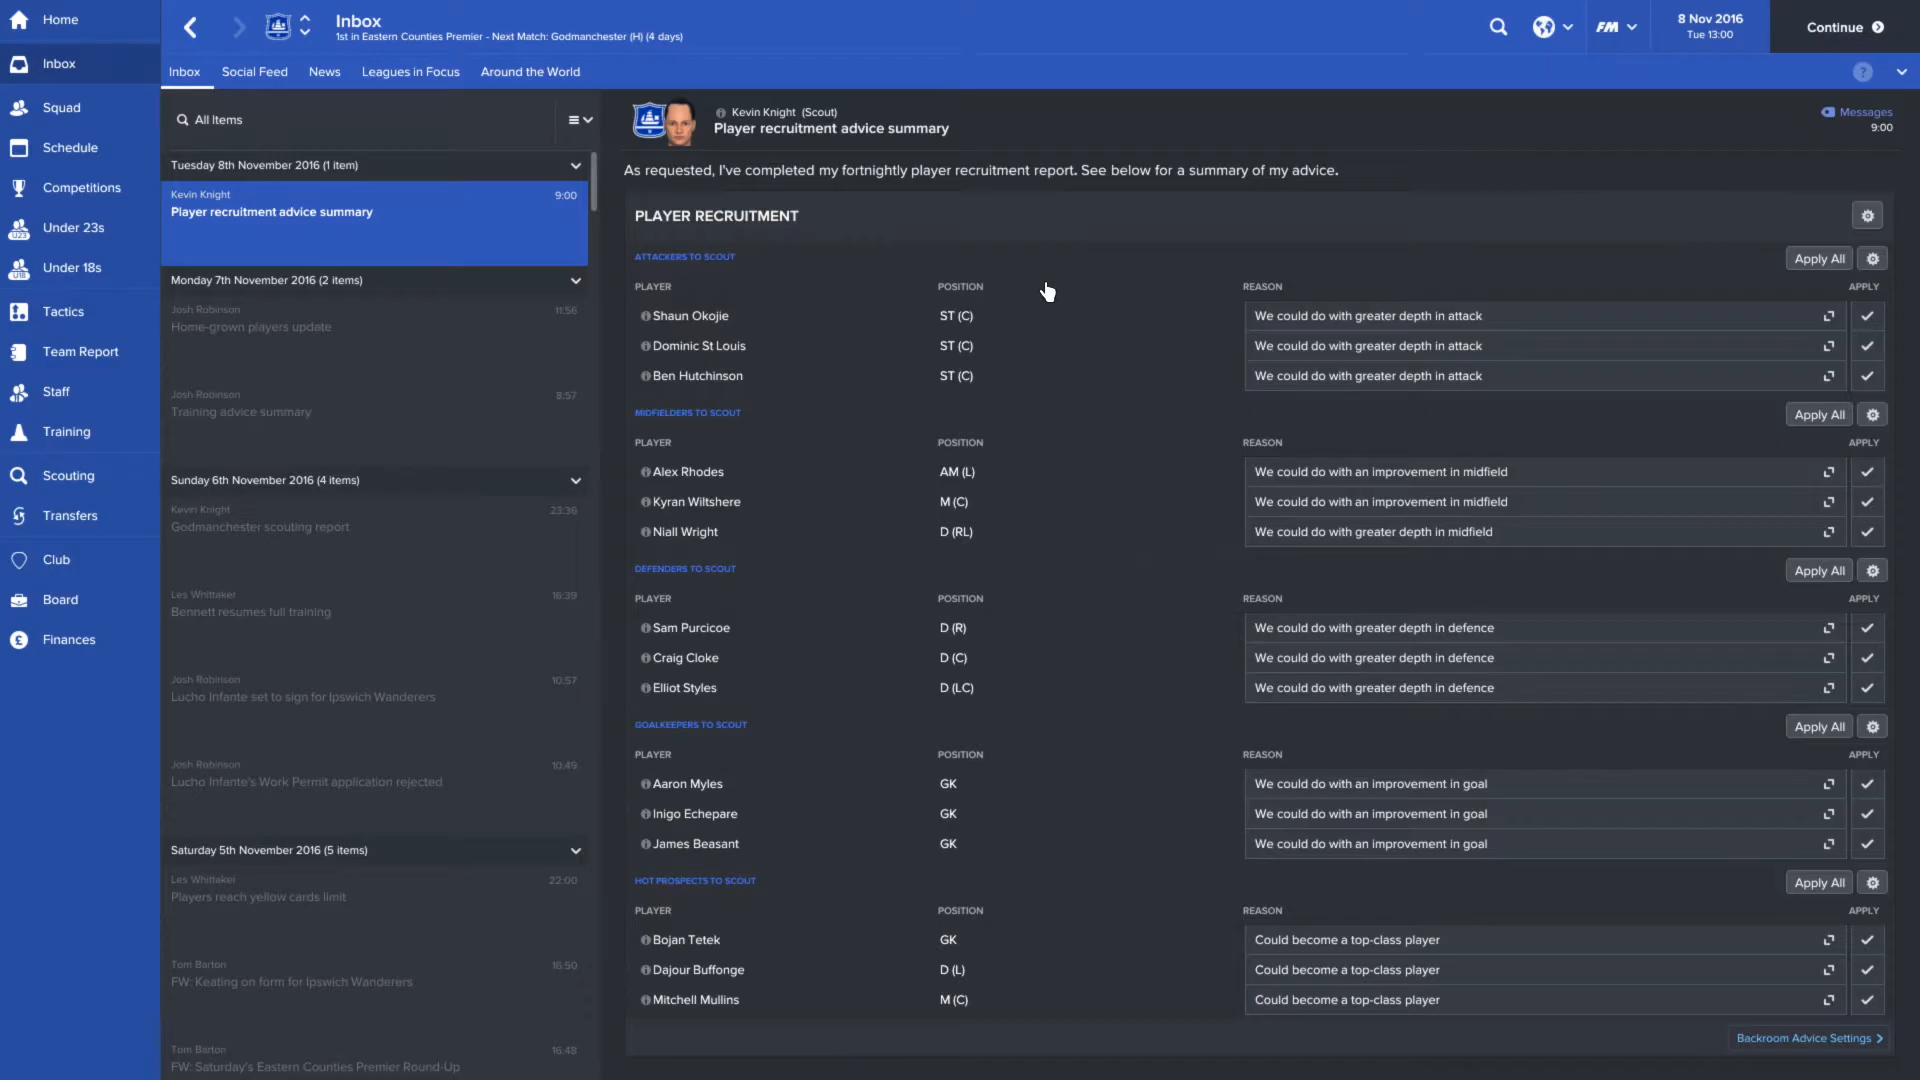 Home
Inbox
Squad
Schedule
Competitions
Under 23s
Under 18s
Tactics
Team Report
Staff
Training
Scouting
Transfers
Club
Board
Finances
Inbox
1st in Eastern Counties Premier - Next Match: Godmanchester (H) (4 days)
FM
8 Nov 2016
Tue 13:00
Continue
Inbox Social Feed News Leagues in Focus Around the World
?
All Items
Tuesday 8th November 2016 (1 item)
Kevin Knight 9:00
Player recruitment advice summary
Monday 7th November 2016 (2 items)
Josh Robinson 11:56
Home-grown players update
Josh Robinson 8:57
Training advice summary
Sunday 6th November 2016 (4 items)
Kevin Knight 23:36
Godmanchester scouting report
Les Whittaker 16:39
Bennett resumes full training
Josh Robinson 10:57
Lucho Infante set to sign for Ipswich Wanderers
Josh Robinson 10:49
Lucho Infante's Work Permit application rejected
Saturday 5th November 2016 (5 items)
Les Whittaker 22:00
Players reach yellow cards limit
Tom Barton 16:50
FW: Keating on form for Ipswich Wanderers
Tom Barton 16:48
FW: Saturday's Eastern Counties Premier Round-Up
Kevin Knight (Scout)
Player recruitment advice summary
Messages
9:00
As requested, I've completed my fortnightly player recruitment report. See below for a summary of my advice.
PLAYER RECRUITMENT
ATTACKERS TO SCOUT Apply All
PLAYER POSITION REASON APPLY
Shaun Okojie ST (C) We could do with greater depth in attack
Dominic St Louis ST (C) We could do with greater depth in attack
Ben Hutchinson ST (C) We could do with greater depth in attack
MIDFIELDERS TO SCOUT Apply All
PLAYER POSITION REASON APPLY
Alex Rhodes AM (L) We could do with an improvement in midfield
Kyran Wiltshere M (C) We could do with an improvement in midfield
Niall Wright D (RL) We could do with greater depth in midfield
DEFENDERS TO SCOUT Apply All
PLAYER POSITION REASON APPLY
Sam Purcicoe D (R) We could do with greater depth in defence
Craig Cloke D (C) We could do with greater depth in defence
Elliot Styles D (LC) We could do with greater depth in defence
GOALKEEPERS TO SCOUT Apply All
PLAYER POSITION REASON APPLY
Aaron Myles GK We could do with an improvement in goal
Inigo Echepare GK We could do with an improvement in goal
James Beasant GK We could do with an improvement in goal
HOT PROSPECTS TO SCOUT Apply All
PLAYER POSITION REASON APPLY
Bojan Tetek GK Could become a top-class player
Dajour Buffonge D (L) Could become a top-class player
Mitchell Mullins M (C) Could become a top-class player
Backroom Advice Settings